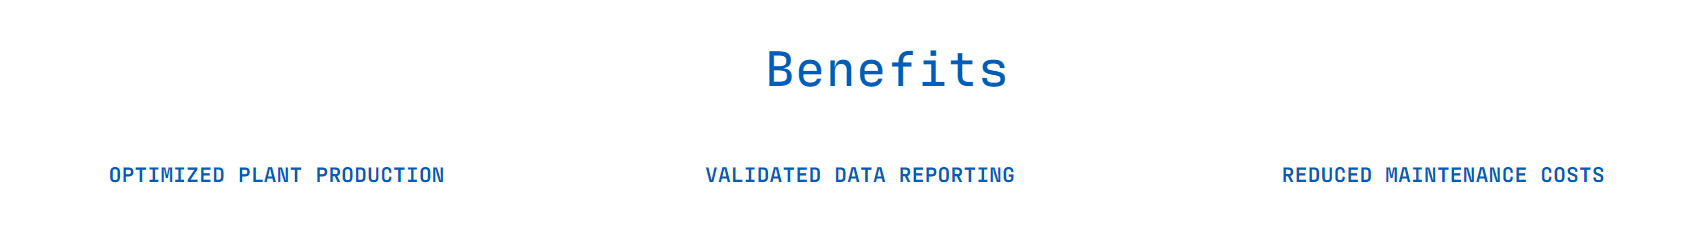 Benefits
OPTIMIZED PLANT PRODUCTION VALIDATED DATA REPORTING REDUCED MAINTENANCE COSTS